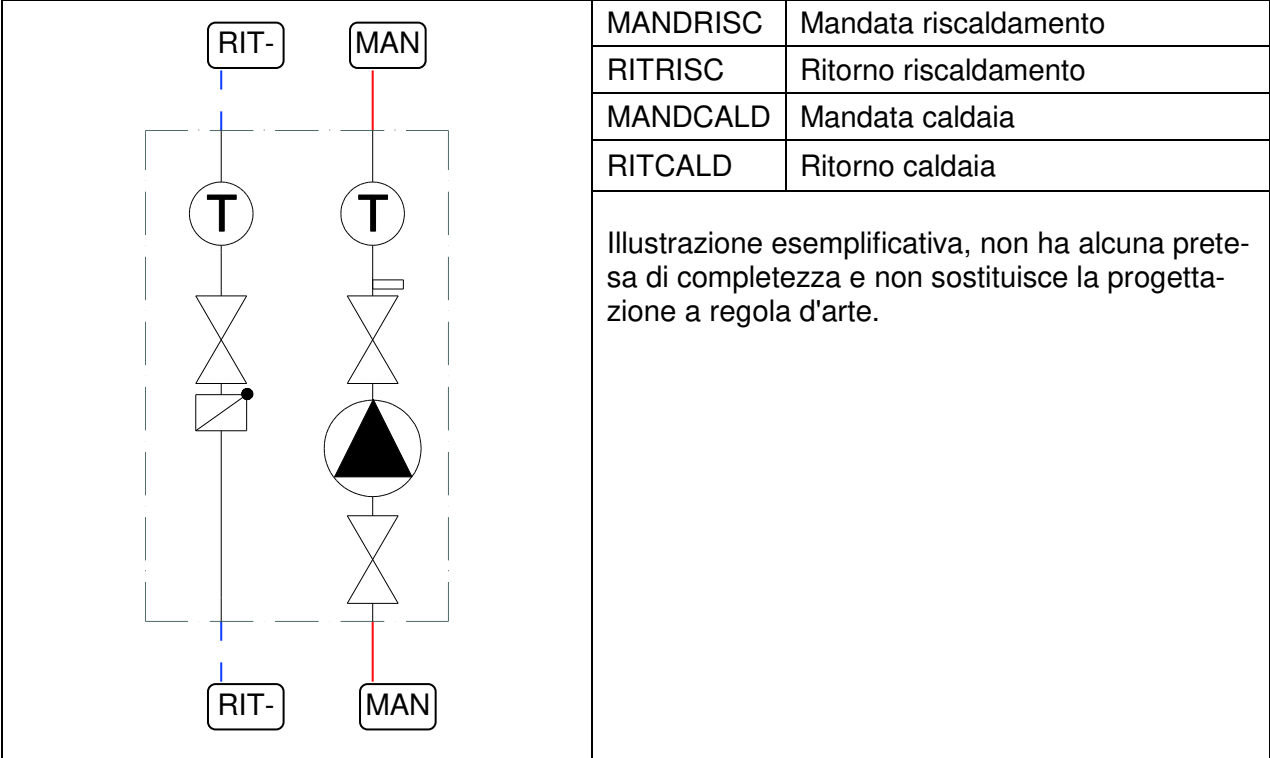 RIT-
MAN
T
T
RIT-
MAN
MANDRISC Mandata riscaldamento
RITRISC Ritorno riscaldamento
MANDCALD Mandata caldaia
RITCALD Ritorno caldaia
Illustrazione esemplificativa, non ha alcuna prete-
sa di completezza e non sostituisce la progetta-
zione a regola d'arte.